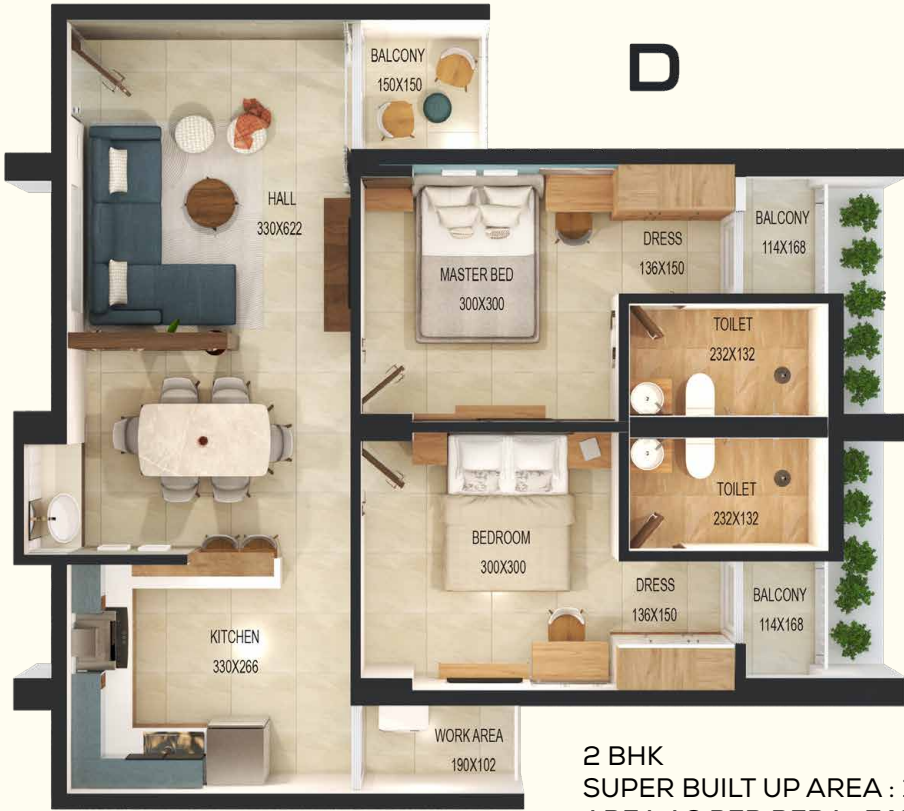 D
BALCONY
150X150
HALL
330X622
MASTER BED
300X300
DRESS
136X150
BALCONY
114X168
TOILET
232X132
TOILET
232X132
BEDROOM
300X300
DRESS
136X150
BALCONY
114X168
KITCHEN
330X266
WORK AREA
190X102
2 BHK
SUPER BUILT UP AREA :